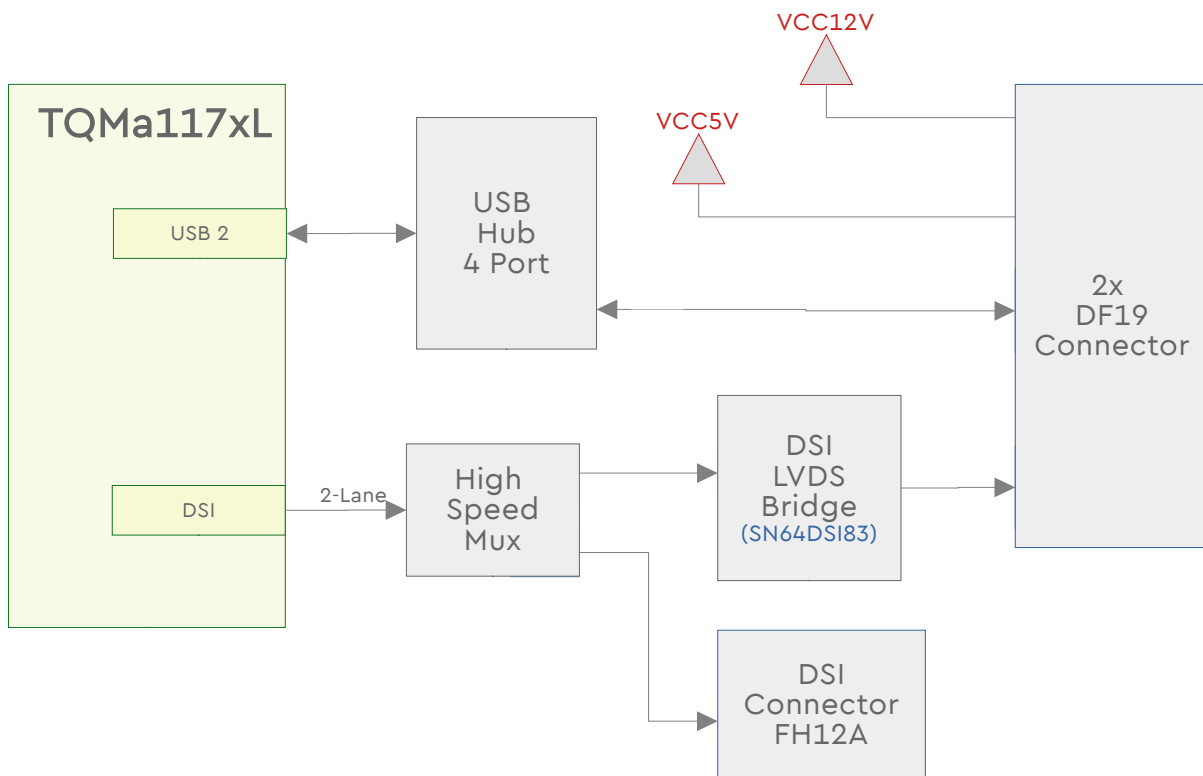 VCC12V
TQMa117xL
VCC5V
USB
Hub
4 Port
USB 2
2x
DF19
Connector
DSI
LVDS
Bridge
(SN64DSI83)
High
Speed
Mux
2-Lane
DSI
DSI
Connector
FH12A